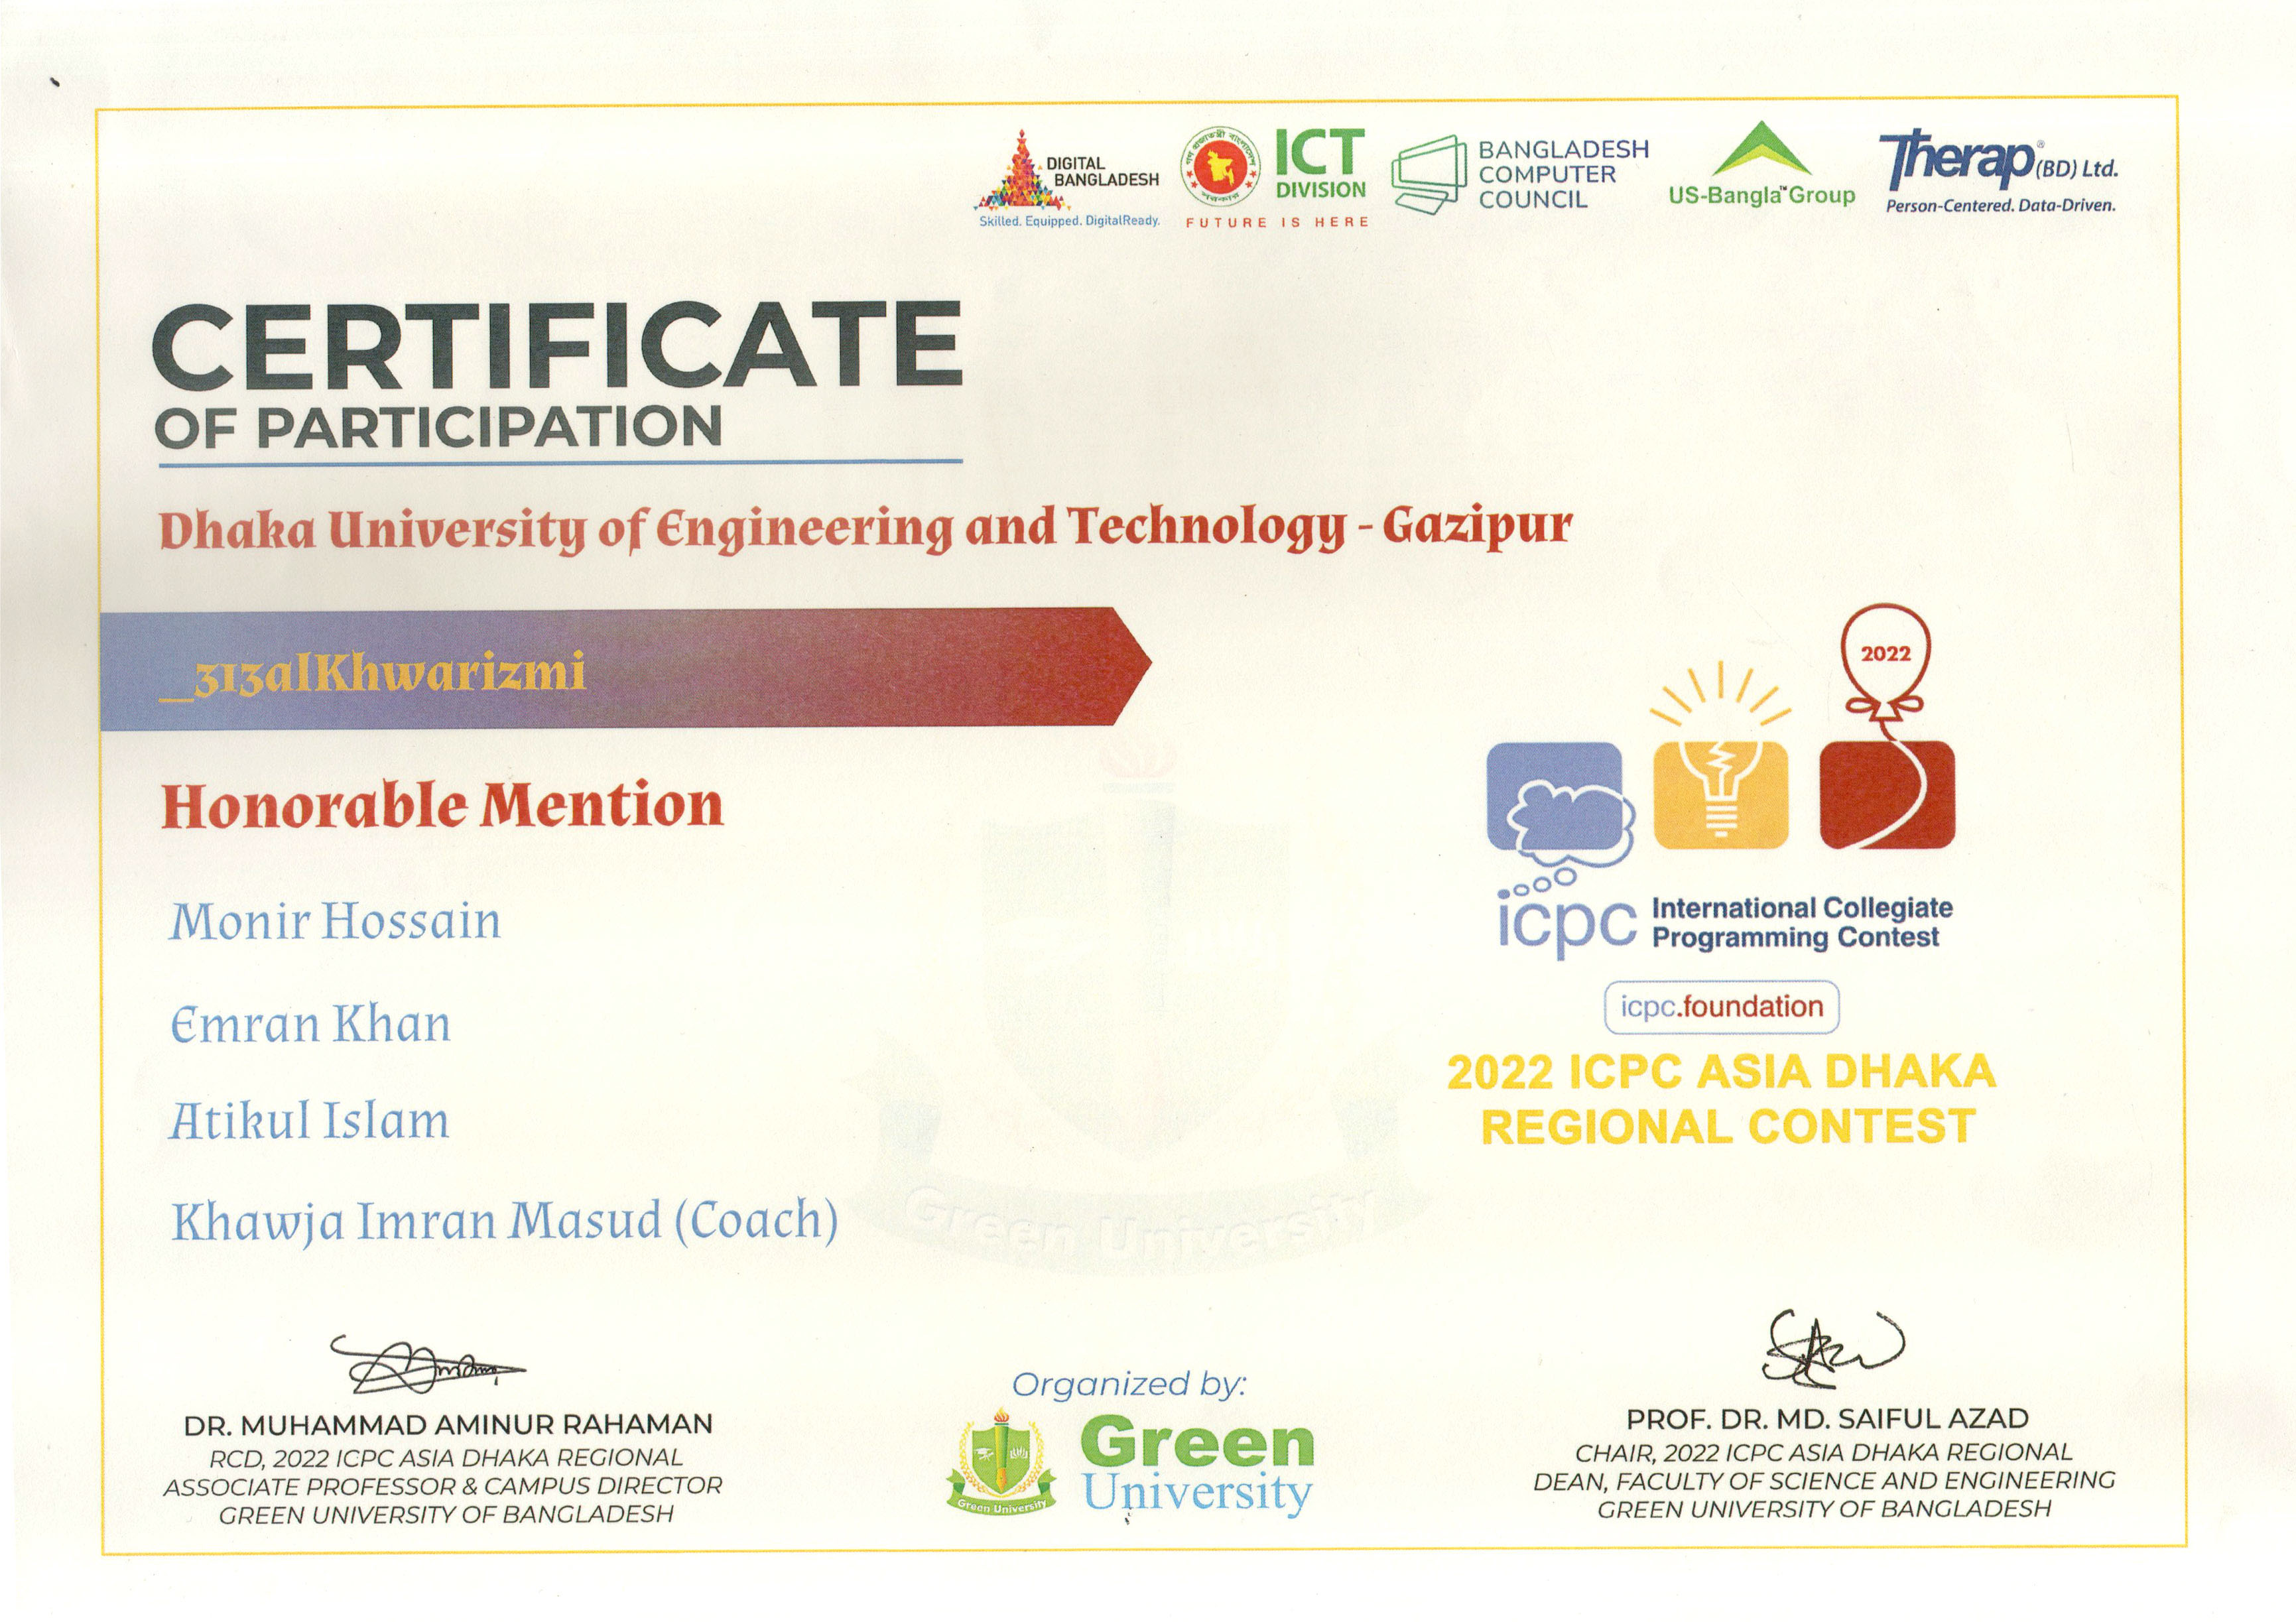 DIGITAL
BANGLADESH
Skilled. Equipped. DigitalReady.
ICT
DIVISION
FUTURE IS HERE
BANGLADESH
COMPUTER
COUNCIL
US-Bangla™Group
Therap® (BD) Ltd.
Person-Centered. Data-Driven.
CERTIFICATE
OF PARTICIPATION
Dhaka University of Engineering and Technology - Gazipur
_313alKhwarizmi
Honorable Mention
Monir Hossain
Emran Khan
Atikul Islam
Khawja Imran Masud (Coach)
2022
icpc International Collegiate
Programming Contest
icpc.foundation
2022 ICPC ASIA DHAKA
REGIONAL CONTEST
Green University
DR. MUHAMMAD AMINUR RAHAMAN
RCD, 2022 ICPC ASIA DHAKA REGIONAL
ASSOCIATE PROFESSOR & CAMPUS DIRECTOR
GREEN UNIVERSITY OF BANGLADESH
Organized by:
Green University
Green
University
PROF. DR. MD. SAIFUL AZAD
CHAIR, 2022 ICPC ASIA DHAKA REGIONAL
DEAN, FACULTY OF SCIENCE AND ENGINEERING
GREEN UNIVERSITY OF BANGLADESH